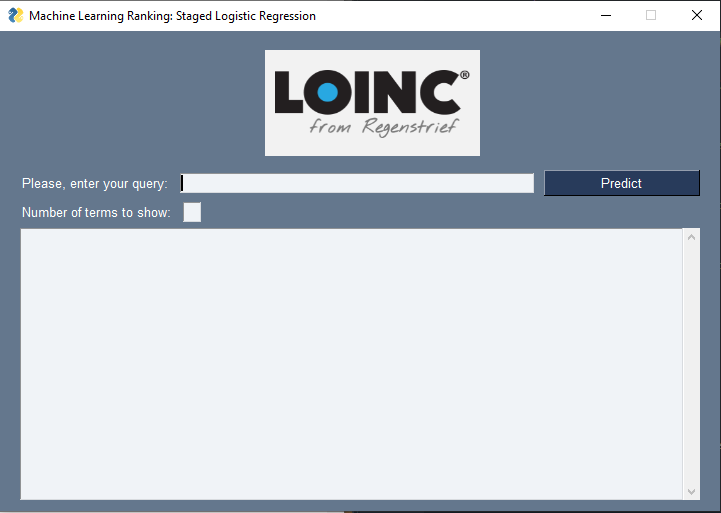 Machine Learning Ranking: Staged Logistic Regression
LOINC®
from Regenstrief
Please, enter your query:
Predict
Number of terms to show: